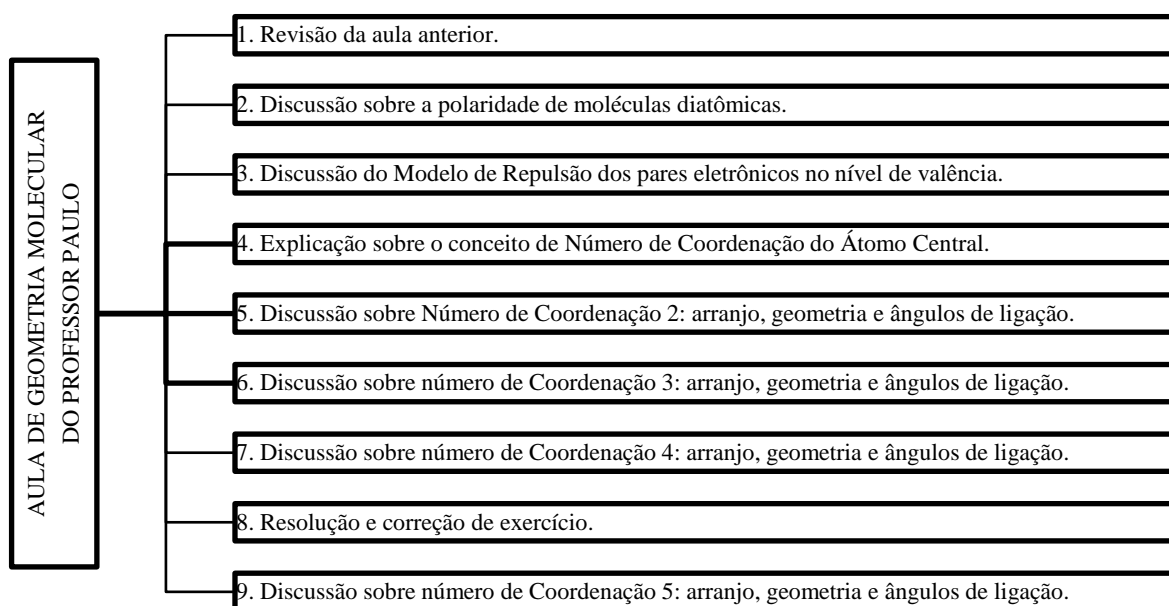 AULA DE GEOMETRIA MOLECULAR
DO PROFESSOR PAULO
1. Revisão da aula anterior.
2. Discussão sobre a polaridade de moléculas diatômicas.
3. Discussão do Modelo de Repulsão dos pares eletrônicos no nível de valência.
4. Explicação sobre o conceito de Número de Coordenação do Átomo Central.
5. Discussão sobre Número de Coordenação 2: arranjo, geometria e ângulos de ligação.
6. Discussão sobre número de Coordenação 3: arranjo, geometria e ângulos de ligação.
7. Discussão sobre número de Coordenação 4: arranjo, geometria e ângulos de ligação.
8. Resolução e correção de exercício.
9. Discussão sobre número de Coordenação 5: arranjo, geometria e ângulos de ligação.